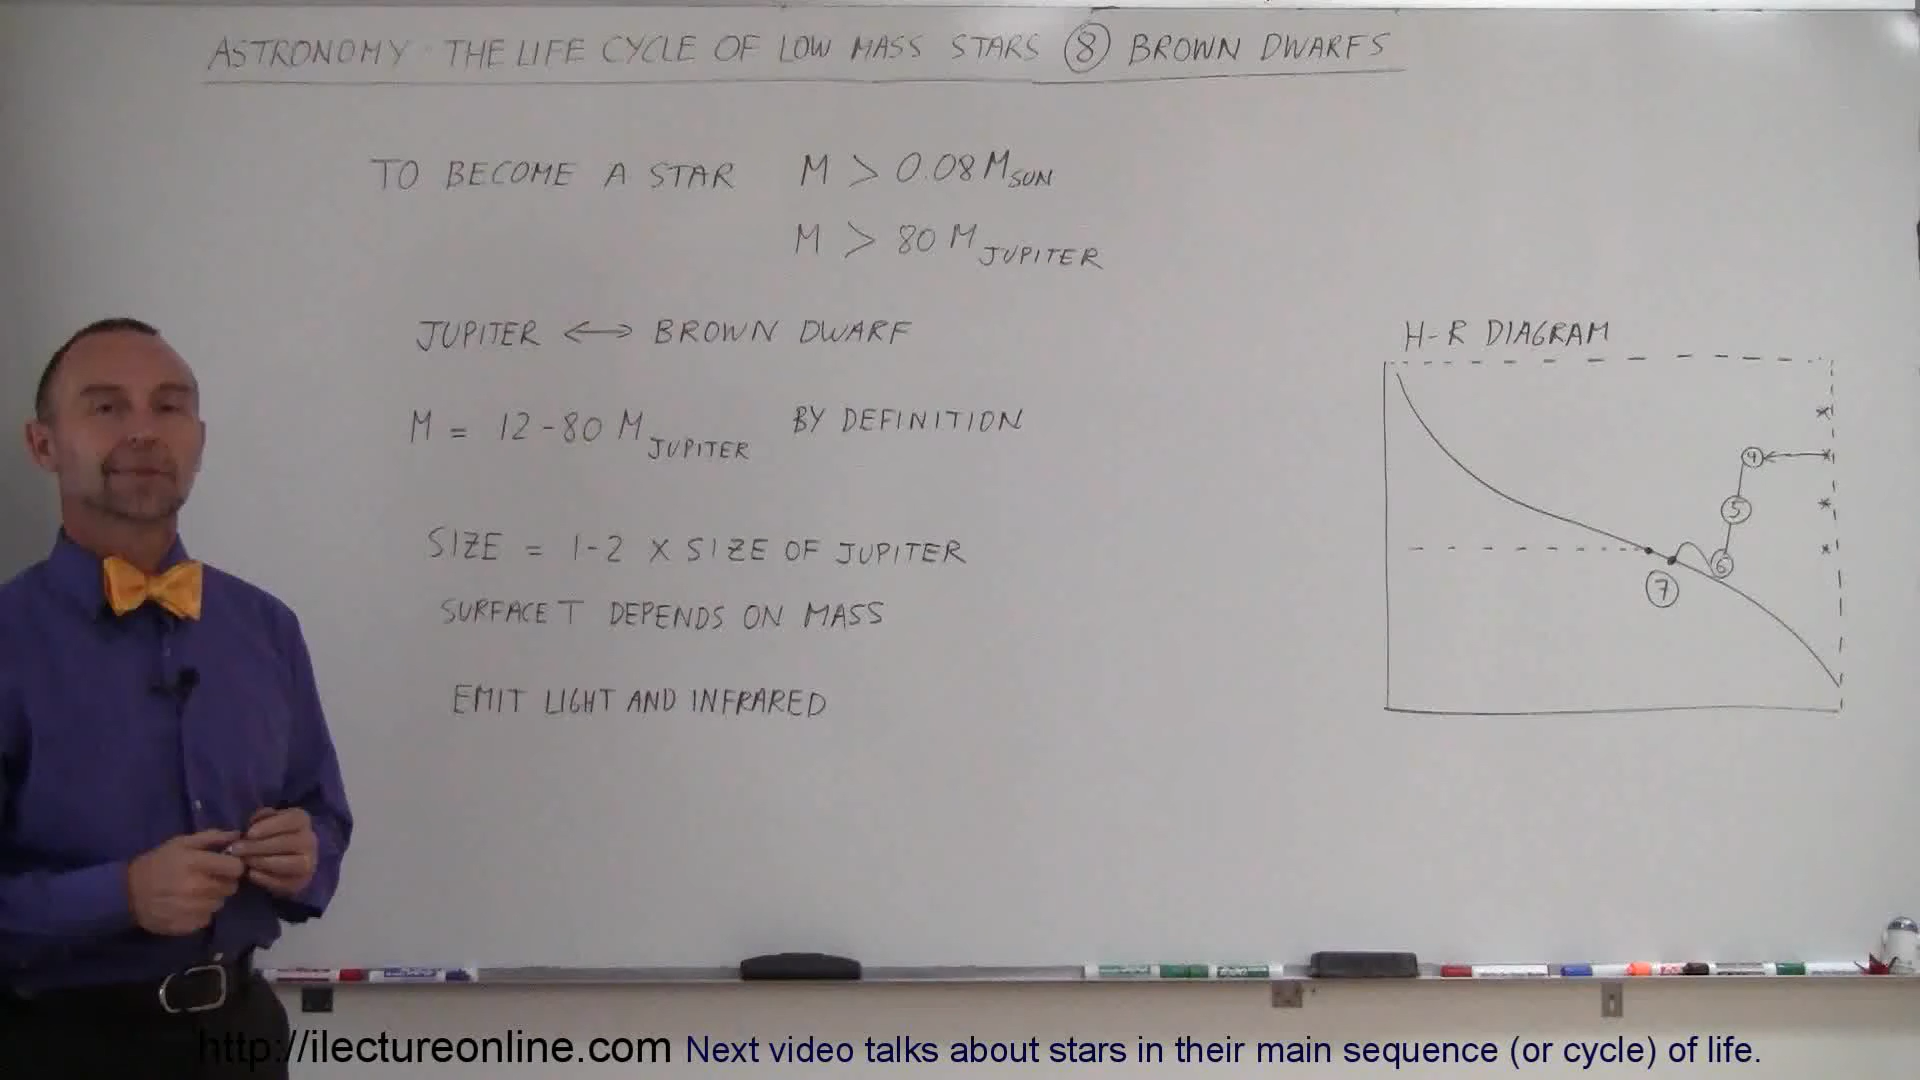 ASTRONOMY: THE LIFE CYCLE OF LOW MASS STARS ⑧ BROWN DWARFS
TO BECOME A STAR M > 0.08 M SUN
M > 80 M JUPITER
JUPITER ⟷ BROWN DWARF
M = 12-80 M JUPITER BY DEFINITION
SIZE = 1-2 X SIZE OF JUPITER
SURFACE T DEPENDS ON MASS
EMIT LIGHT AND INFRARED
H-R DIAGRAM
4
5
6
7
http://ilectureonline.com Next video talks about stars in their main sequence (or cycle) of life.